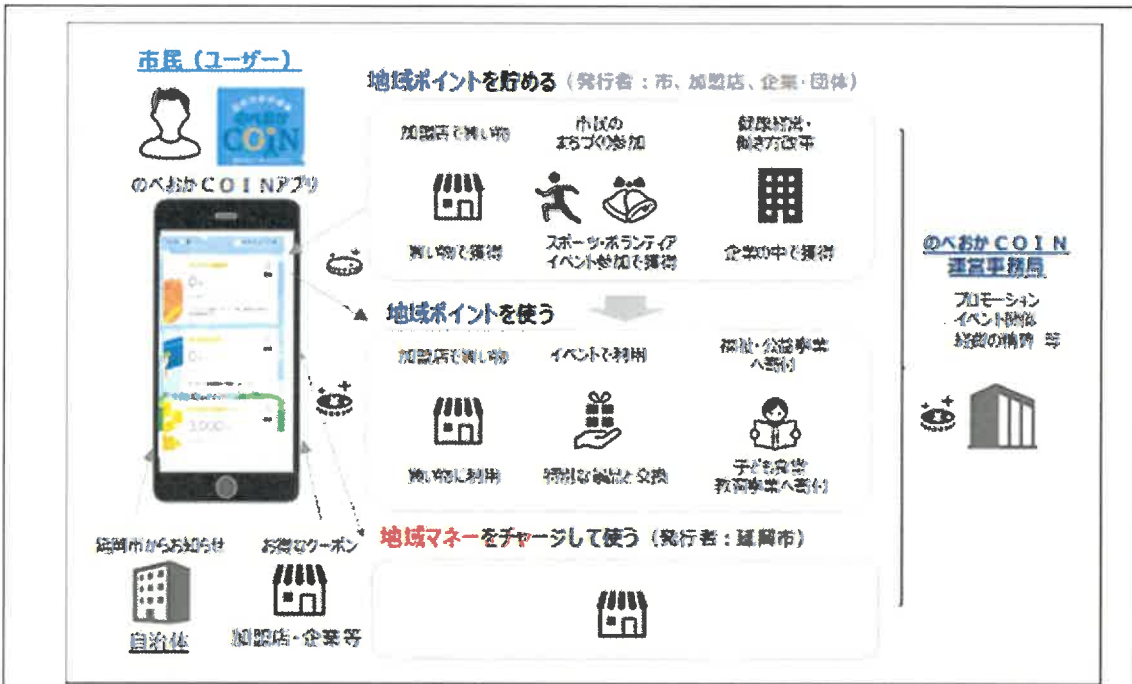 市民（ユーザー）
のべおか
COIN
のべおかCOINアプリ
地域ポイントを貯める（発行者：市、加盟店、企業・団体）
加盟店で買い物
市民の
まちづくり参加
健康経営・
働き方改革
買い物で獲得
スポーツ・ボランティア
イベント参加で獲得
企業の中で獲得
地域ポイントを使う
加盟店で買い物
イベントで利用
福祉・公益事業
へ寄付
買い物に利用
特別な賞品と交換
子ども食堂
教育事業へ寄付
地域マネーをチャージして使う（発行者：延岡市）
延岡市からお知らせ
お得なクーポン
自治体
加盟店・企業等
のべおかCOIN
運営事務局
プロモーション
イベント開催
経費の精算 等
3,000